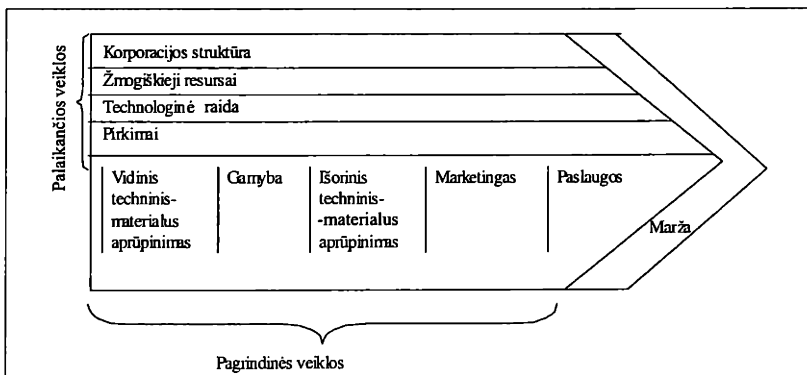 Palaikančios veiklos
Korporacijos struktūra
Žmogiškieji resursai
Technologinė raida
Pirkimai
Vidinis
techninis-
materialus
aprūpinimas
Gamyba
Išorinis
techninis-
-materialus
aprūpinimas
Marketingas
Paslaugos
Marža
Pagrindinės veiklos